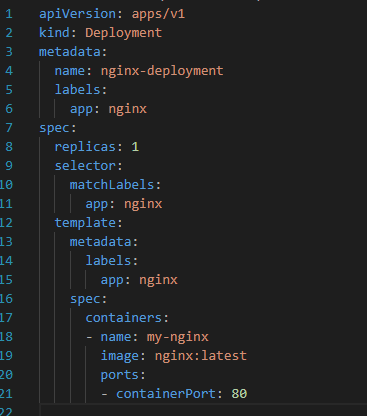 1 apiVersion: apps/v1
2 kind: Deployment
3 metadata:
4   name: nginx-deployment
5   labels:
6     app: nginx
7 spec:
8   replicas: 1
9   selector:
10     matchLabels:
11       app: nginx
12   template:
13     metadata:
14       labels:
15         app: nginx
16     spec:
17       containers:
18       - name: my-nginx
19         image: nginx:latest
20         ports:
21         - containerPort: 80
22